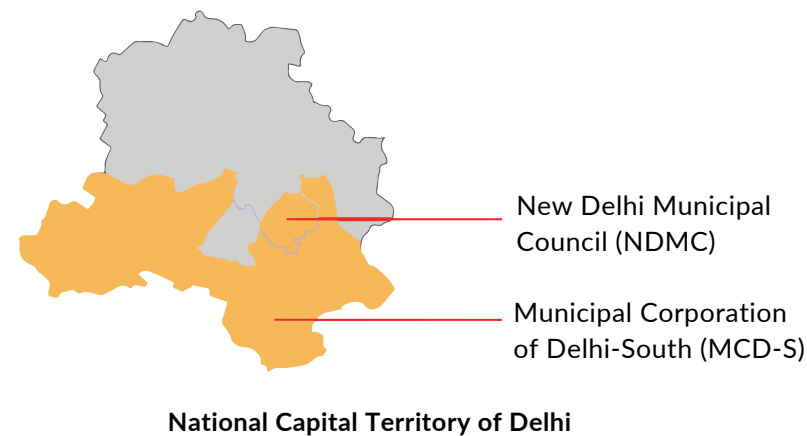 New Delhi Municipal
Council (NDMC)
Municipal Corporation
of Delhi-South (MCD-S)
National Capital Territory of Delhi